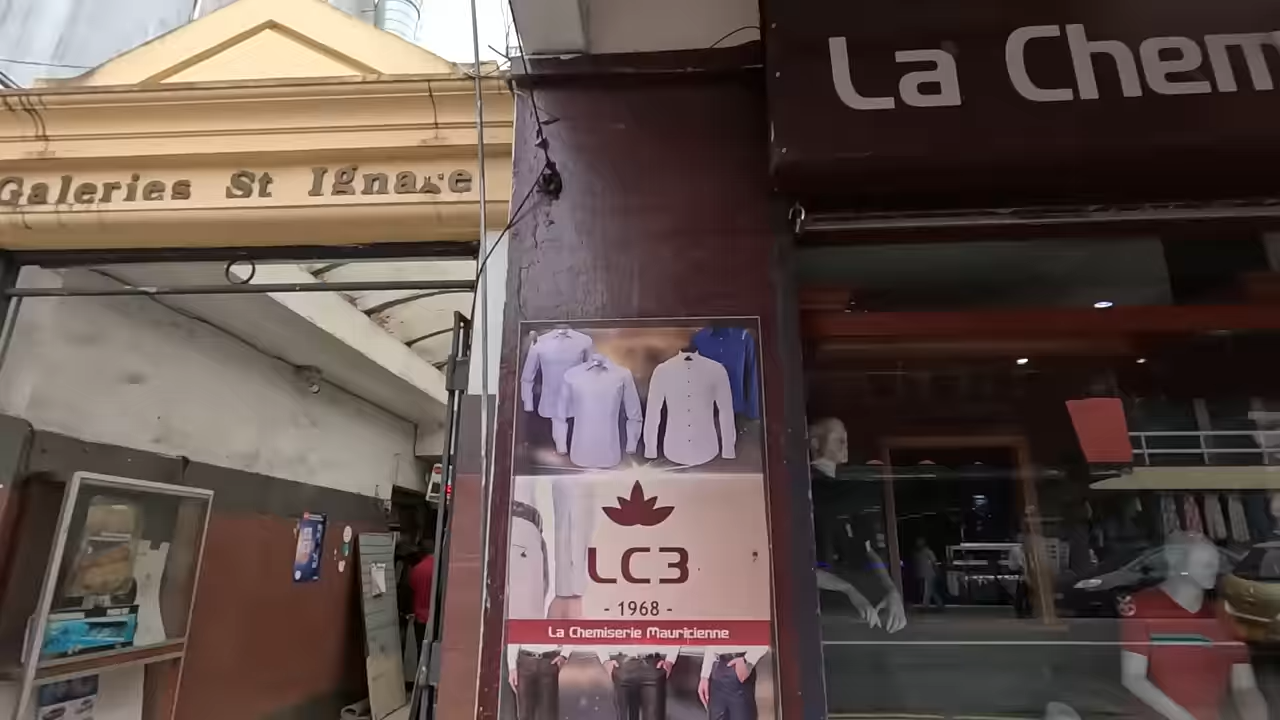 Galeries St Ignace
La Chem
LC3
- 1968 -
La Chemiserie Mauricienne